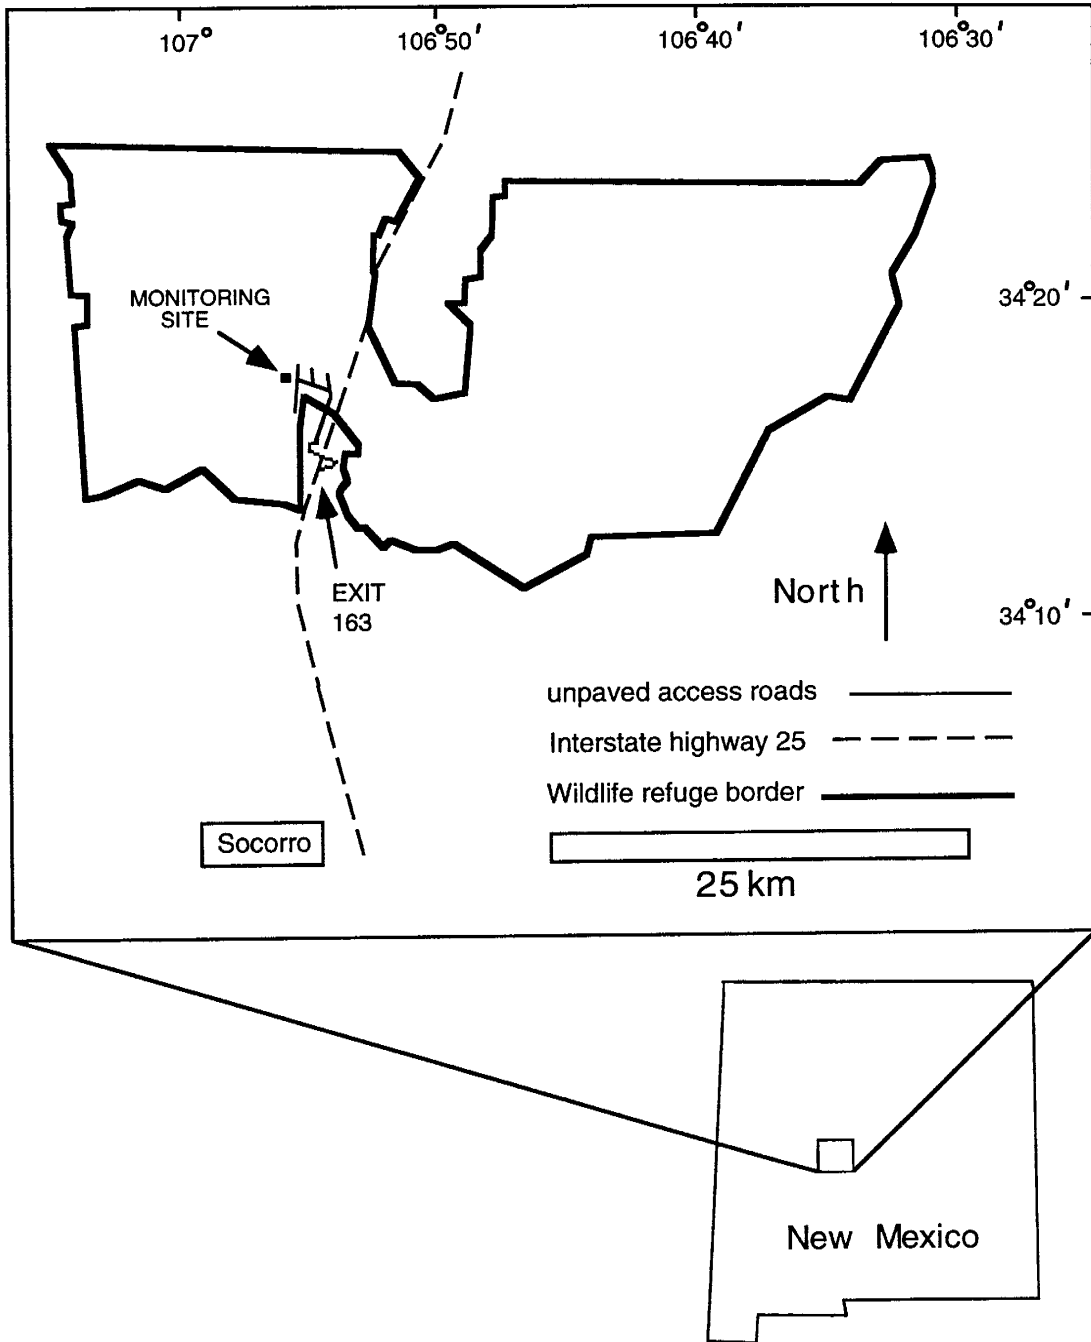 107° 106°50' 106°40' 106°30'
34°20'
MONITORING
SITE
EXIT
163
North
34°10'
unpaved access roads
Interstate highway 25
Wildlife refuge border
Socorro
25 km
New Mexico